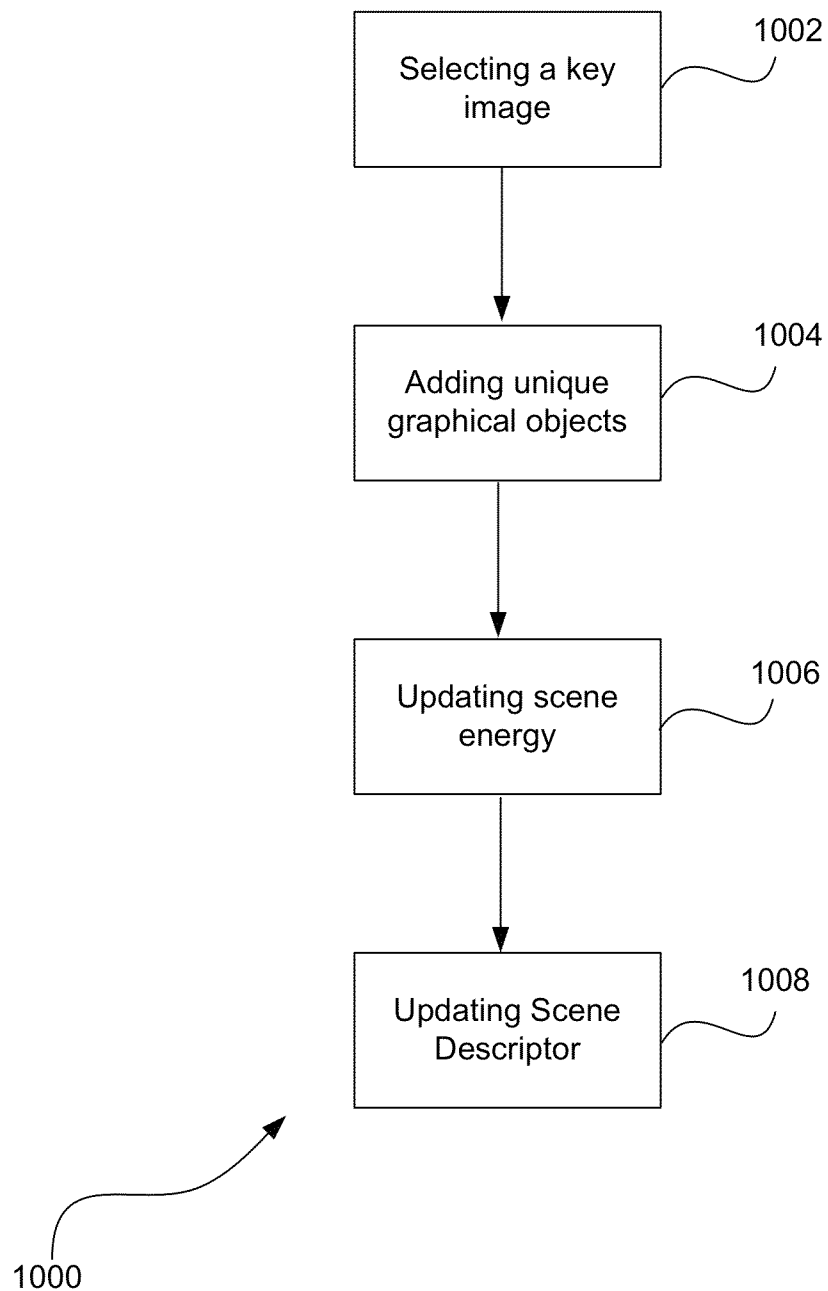 1002
Selecting a key
image
1004
Adding unique
graphical objects
1006
Updating scene
energy
1008
Updating Scene
Descriptor
1000